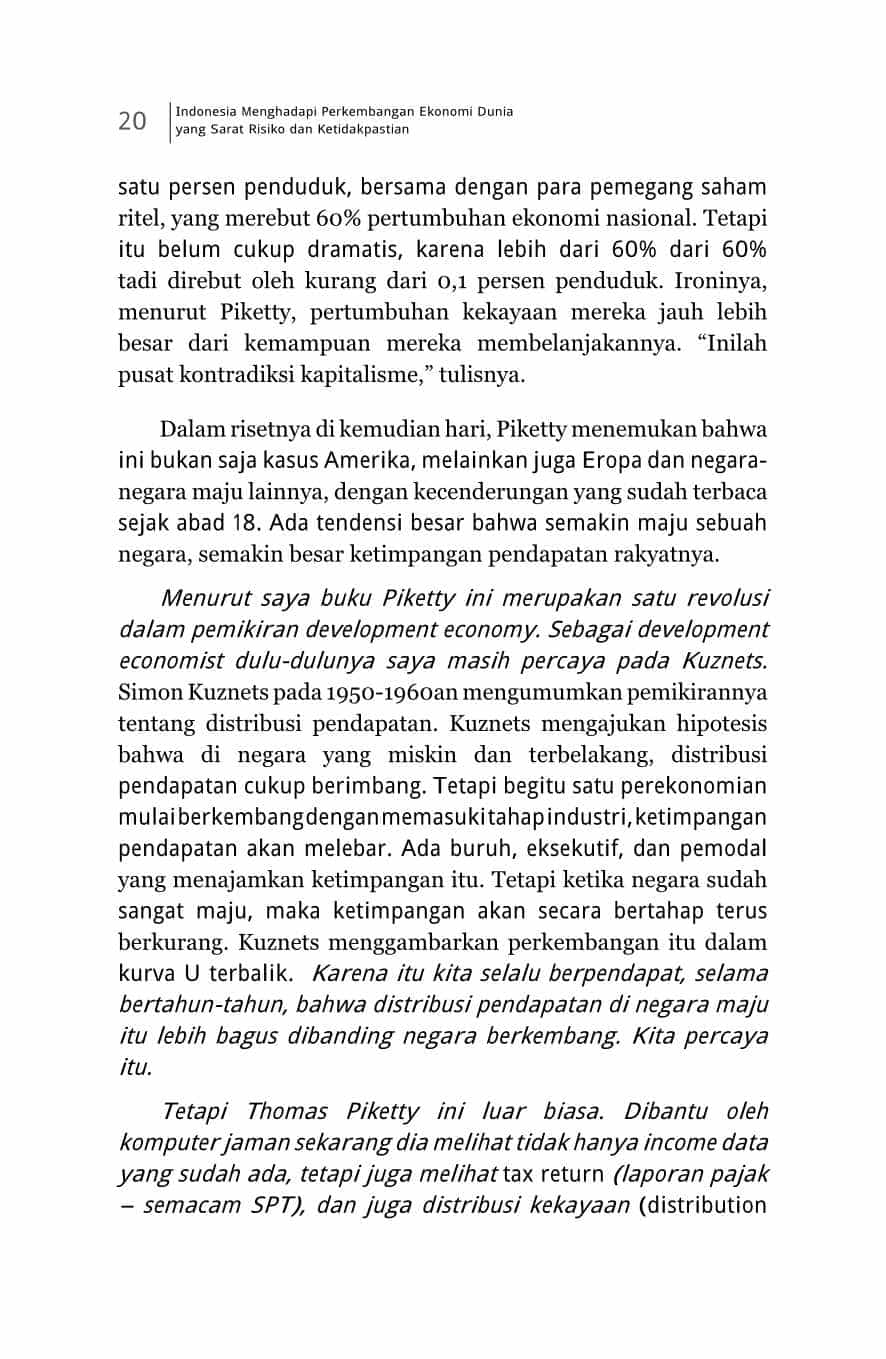 20
Indonesia Menghadapi Perkembangan Ekonomi Dunia
yang Sarat Risiko dan Ketidakpastian
satu persen penduduk, bersama dengan para pemegang saham
ritel, yang merebut 60% pertumbuhan ekonomi nasional. Tetapi
itu belum cukup dramatis, karena lebih dari 60% dari 60%
tadi direbut oleh kurang dari 0,1 persen penduduk. Ironinya,
menurut Piketty, pertumbuhan kekayaan mereka jauh lebih
besar dari kemampuan mereka membelanjakannya. “Inilah
pusat kontradiksi kapitalisme,” tulisnya.
Dalam risetnya di kemudian hari, Piketty menemukan bahwa
ini bukan saja kasus Amerika, melainkan juga Eropa dan negara-
negara maju lainnya, dengan kecenderungan yang sudah terbaca
sejak abad 18. Ada tendensi besar bahwa semakin maju sebuah
negara, semakin besar ketimpangan pendapatan rakyatnya.
Menurut saya buku Piketty ini merupakan satu revolusi
dalam pemikiran development economy. Sebagai development
economist dulu-dulunya saya masih percaya pada Kuznets.
Simon Kuznets pada 1950-1960an mengumumkan pemikirannya
tentang distribusi pendapatan. Kuznets mengajukan hipotesis
bahwa di negara yang miskin dan terbelakang, distribusi
pendapatan cukup berimbang. Tetapi begitu satu perekonomian
mulai berkembang dengan memasuki tahap industri, ketimpangan
pendapatan akan melebar. Ada buruh, eksekutif, dan pemodal
yang menajamkan ketimpangan itu. Tetapi ketika negara sudah
sangat maju, maka ketimpangan akan secara bertahap terus
berkurang. Kuznets menggambarkan perkembangan itu dalam
kurva U terbalik. Karena itu kita selalu berpendapat, selama
bertahun-tahun, bahwa distribusi pendapatan di negara maju
itu lebih bagus dibanding negara berkembang. Kita percaya
itu.
Tetapi Thomas Piketty ini luar biasa. Dibantu oleh
komputer jaman sekarang dia melihat tidak hanya income data
yang sudah ada, tetapi juga melihat tax return (laporan pajak
– semacam SPT), dan juga distribusi kekayaan (distribution